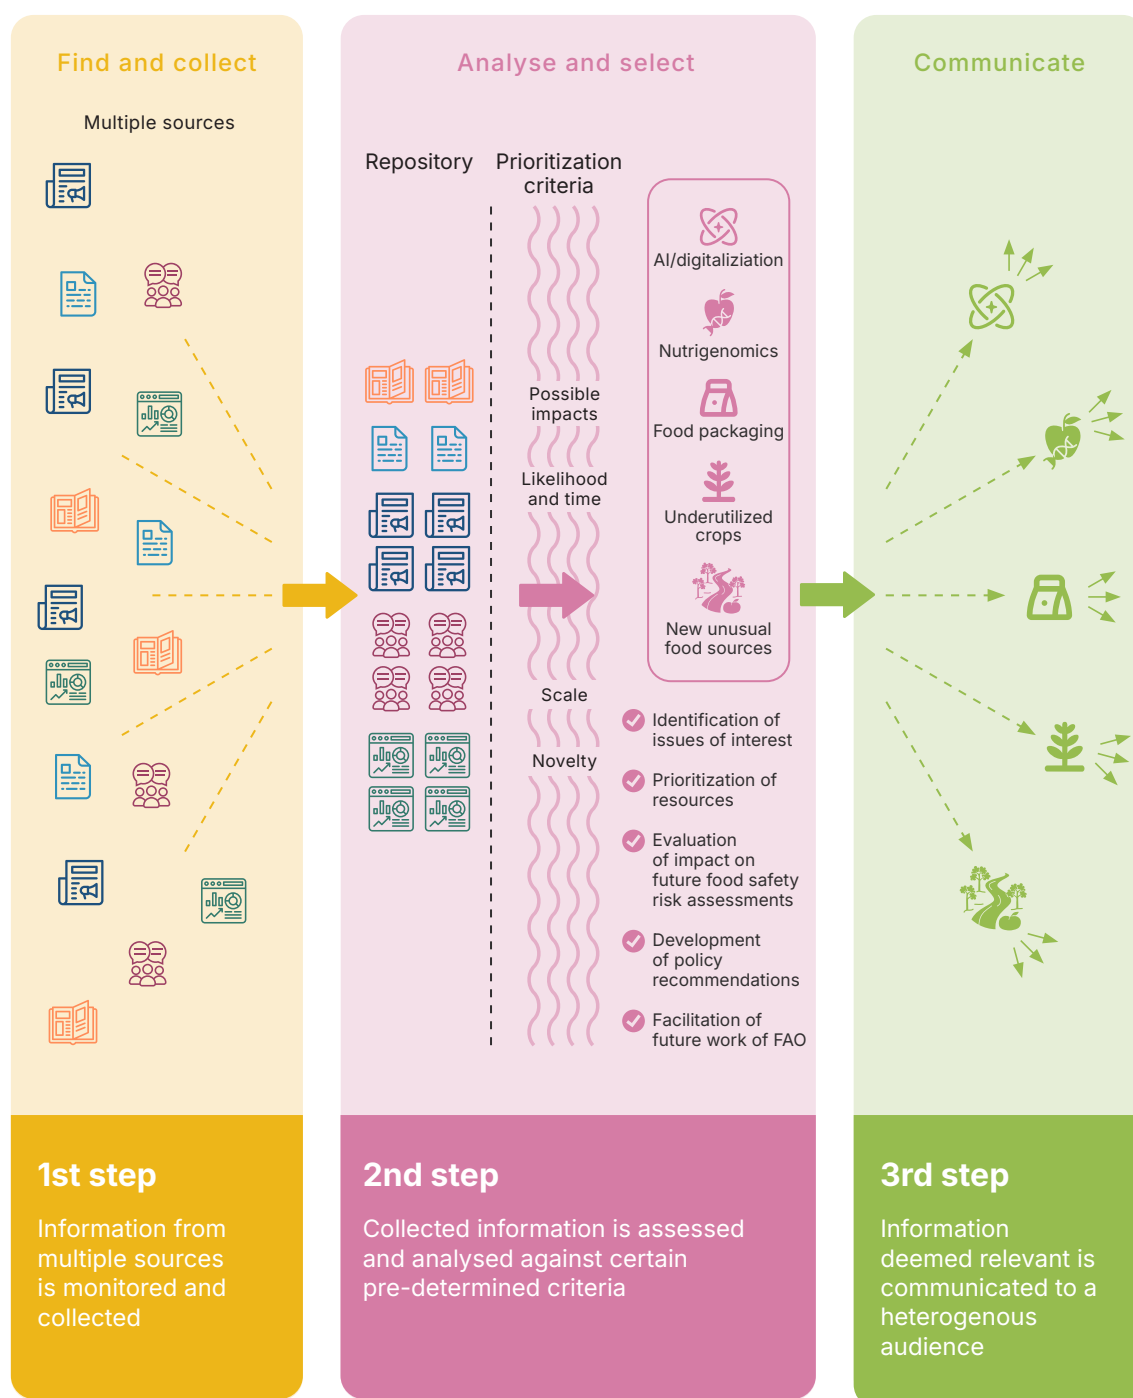 Find and collect
Multiple sources
1st step
Information from
multiple sources
is monitored and
collected
Analyse and select
Repository
Prioritization
criteria
Possible
impacts
Likelihood
and time
Scale
Novelty
AI/digitaliziation
Nutrigenomics
Food packaging
Underutilized
crops
New unusual
food sources
Identification of
issues of interest
Prioritization of
resources
Evaluation
of impact on
future food safety
risk assessments
Development
of policy
recommendations
Facilitation of
future work of FAO
2nd step
Collected information is assessed
and analysed against certain
pre-determined criteria
Communicate
3rd step
Information
deemed relevant is
communicated to a
heterogenous
audience